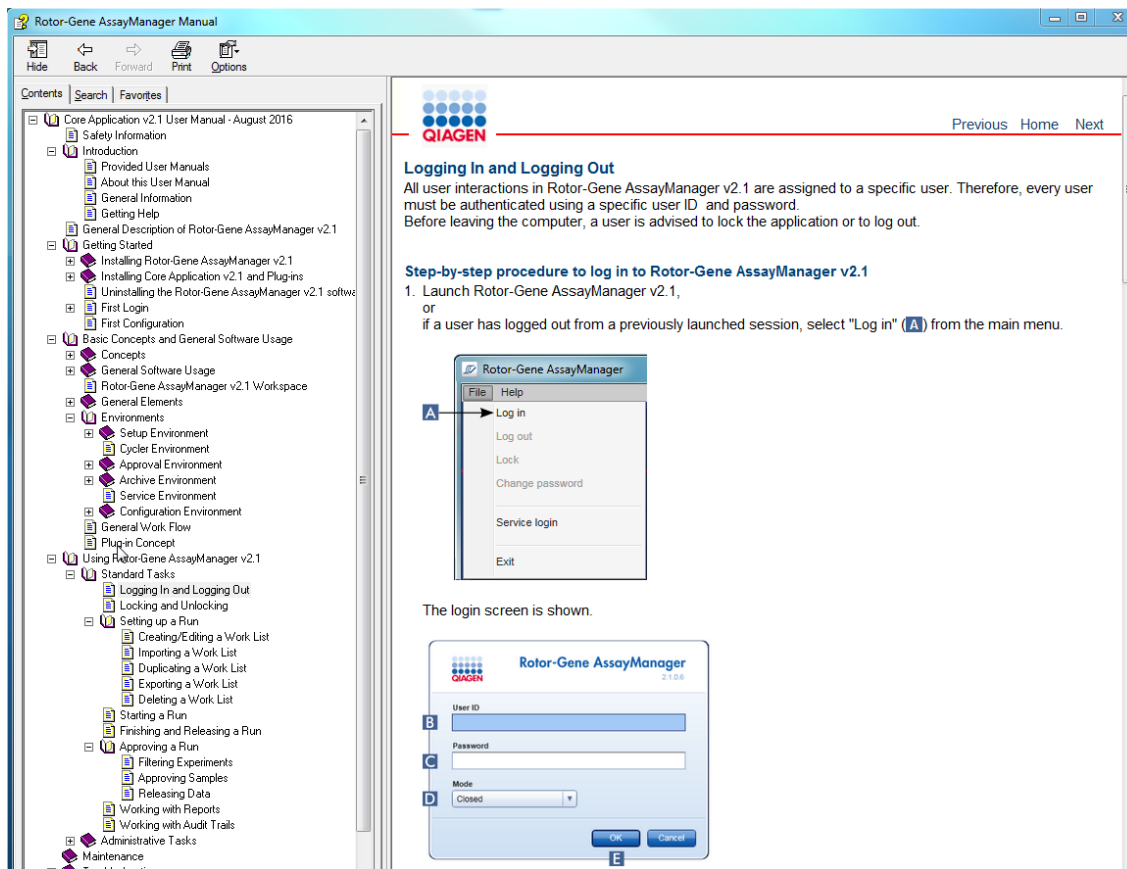 Rotor-Gene AssayManager Manual
Hide Back Forward Print Options
Contents Search Favorites
Core Application v2.1 User Manual - August 2016
Safety Information
Introduction
Provided User Manuals
About this User Manual
General Information
Getting Help
General Description of Rotor-Gene AssayManager v2.1
Getting Started
Installing Rotor-Gene AssayManager v2.1
Installing Core Application v2.1 and Plug-ins
Uninstalling the Rotor-Gene AssayManager v2.1 softwa
First Login
First Configuration
Basic Concepts and General Software Usage
Concepts
General Software Usage
Rotor-Gene AssayManager v2.1 Workspace
General Elements
Environments
Setup Environment
Cycler Environment
Approval Environment
Archive Environment
Service Environment
Configuration Environment
General Work Flow
Plug-in Concept
Using Rotor-Gene AssayManager v2.1
Standard Tasks
Logging In and Logging Out
Locking and Unlocking
Setting up a Run
Creating/Editing a Work List
Importing a Work List
Duplicating a Work List
Exporting a Work List
Deleting a Work List
Starting a Run
Finishing and Releasing a Run
Approving a Run
Filtering Experiments
Approving Samples
Releasing Data
Working with Reports
Working with Audit Trails
Administrative Tasks
Maintenance
QIAGEN
Previous Home Next
Logging In and Logging Out
All user interactions in Rotor-Gene AssayManager v2.1 are assigned to a specific user. Therefore, every user
must be authenticated using a specific user ID and password.
Before leaving the computer, a user is advised to lock the application or to log out.
Step-by-step procedure to log in to Rotor-Gene AssayManager v2.1
1. Launch Rotor-Gene AssayManager v2.1,
or
if a user has logged out from a previously launched session, select "Log in" (A) from the main menu.
Rotor-Gene AssayManager
File Help
A Log in
Log out
Lock
Change password
Service login
Exit
The login screen is shown.
QIAGEN Rotor-Gene AssayManager
2.1.0.6
User ID
B
Password
C
Mode
D Closed
OK Cancel
E